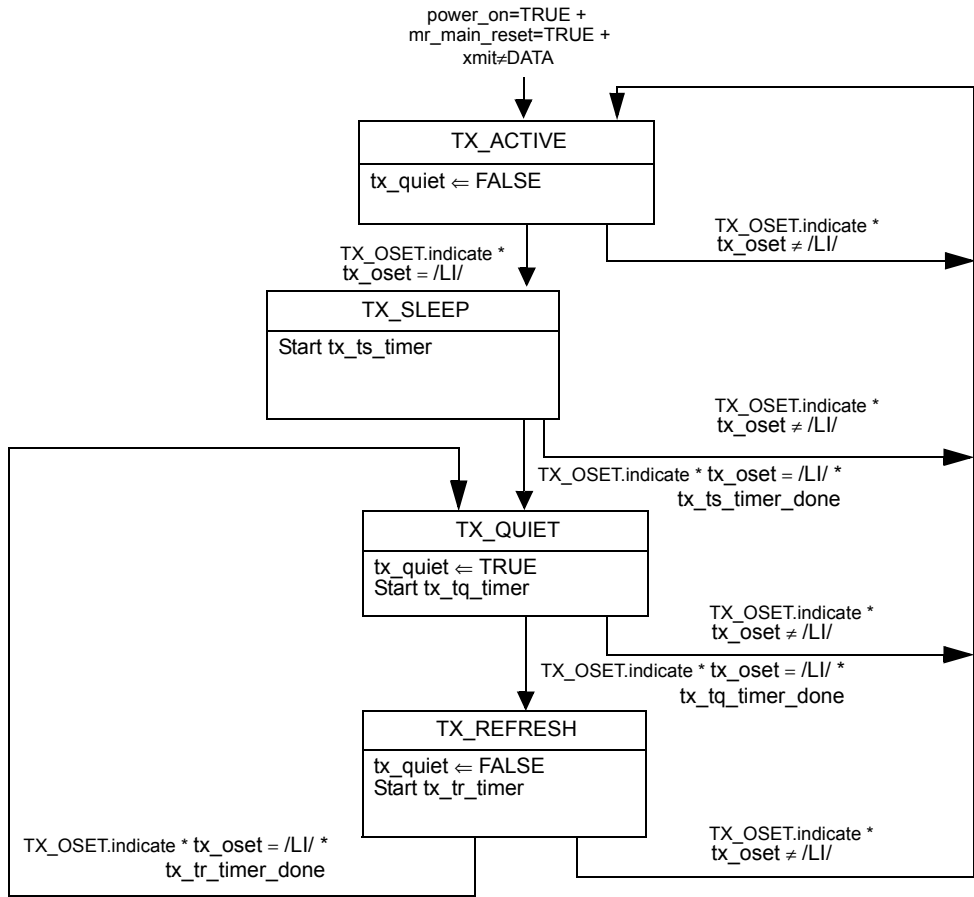 power_on=TRUE +
mr_main_reset=TRUE +
xmit≠DATA
TX_ACTIVE
tx_quiet ⇐ FALSE
TX_OSET.indicate *
tx_oset ≠ /LI/
TX_OSET.indicate *
tx_oset = /LI/
TX_SLEEP
Start tx_ts_timer
TX_OSET.indicate *
tx_oset ≠ /LI/
TX_OSET.indicate * tx_oset = /LI/ *
tx_ts_timer_done
TX_QUIET
tx_quiet ⇐ TRUE
Start tx_tq_timer
TX_OSET.indicate *
tx_oset ≠ /LI/
TX_OSET.indicate * tx_oset = /LI/ *
tx_tq_timer_done
TX_REFRESH
tx_quiet ⇐ FALSE
Start tx_tr_timer
TX_OSET.indicate *
tx_oset ≠ /LI/
TX_OSET.indicate * tx_oset = /LI/ *
tx_tr_timer_done